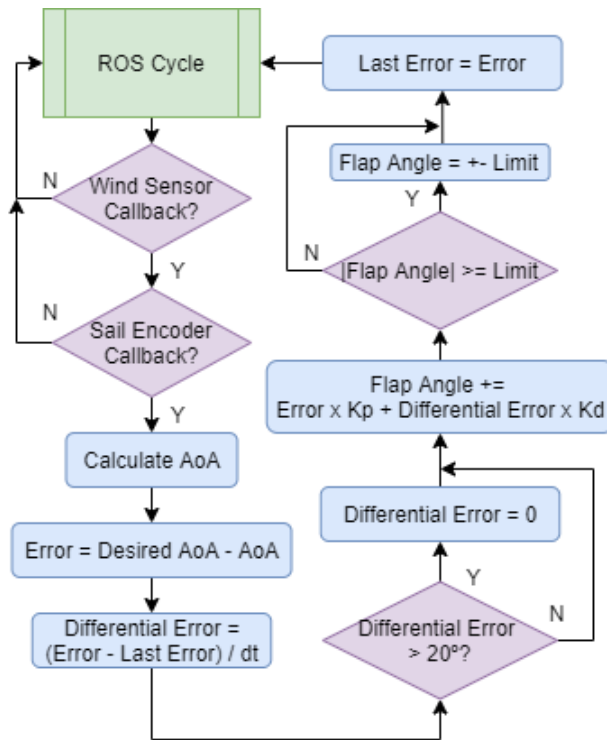 ROS Cycle
N
Wind Sensor
Callback?
Y
N
Sail Encoder
Callback?
Y
Calculate AoA
Error = Desired AoA - AoA
Differential Error =
(Error - Last Error) / dt
Differential Error
> 20º?
Y
N
Differential Error = 0
Flap Angle +=
Error x Kp + Differential Error x Kd
|Flap Angle| >= Limit
N
Y
Flap Angle = +- Limit
Last Error = Error